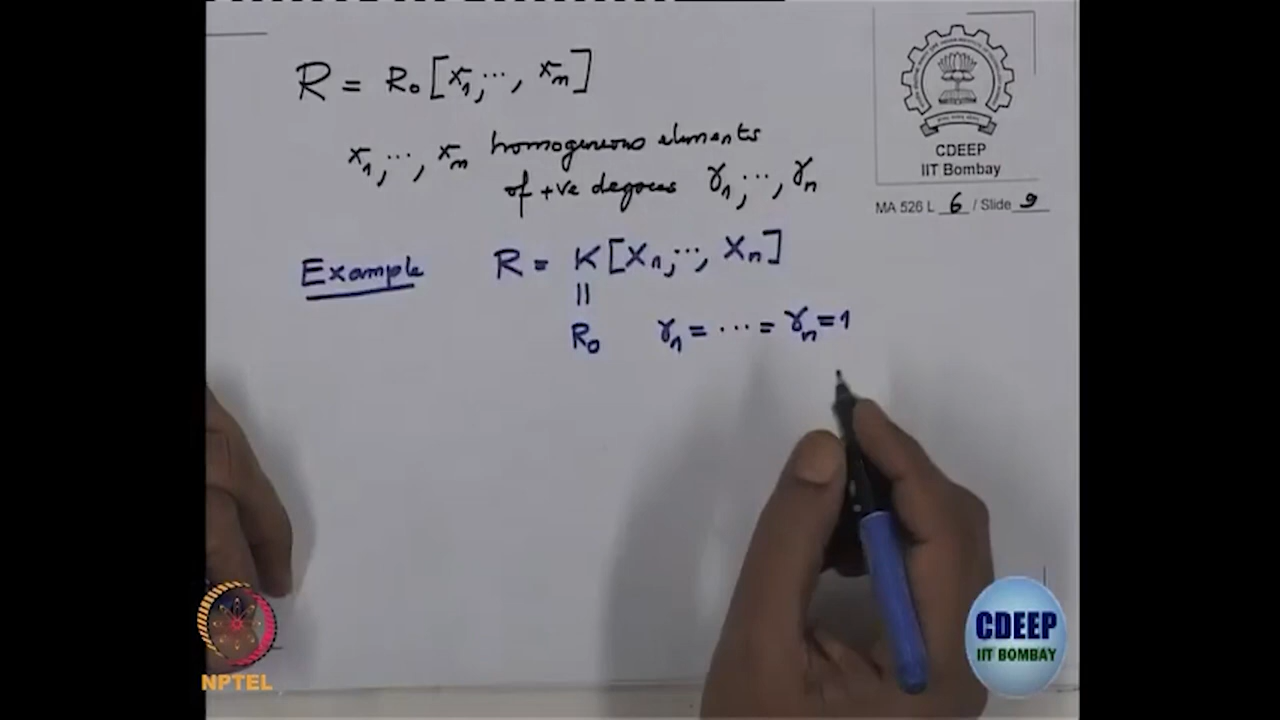 R = R₀ [x₁, ⋯, xₙ]
x₁, ⋯, xₙ homogeneous elements
of +ve degrees γ₁, ⋯, γₙ
CDEEP
IIT Bombay
MA 526 L 6 / Slide 9
Example R = K [X₁, ⋯, Xₙ]
||
R₀ γ₁ = ⋯ = γₙ = 1
NPTEL
CDEEP
IIT BOMBAY